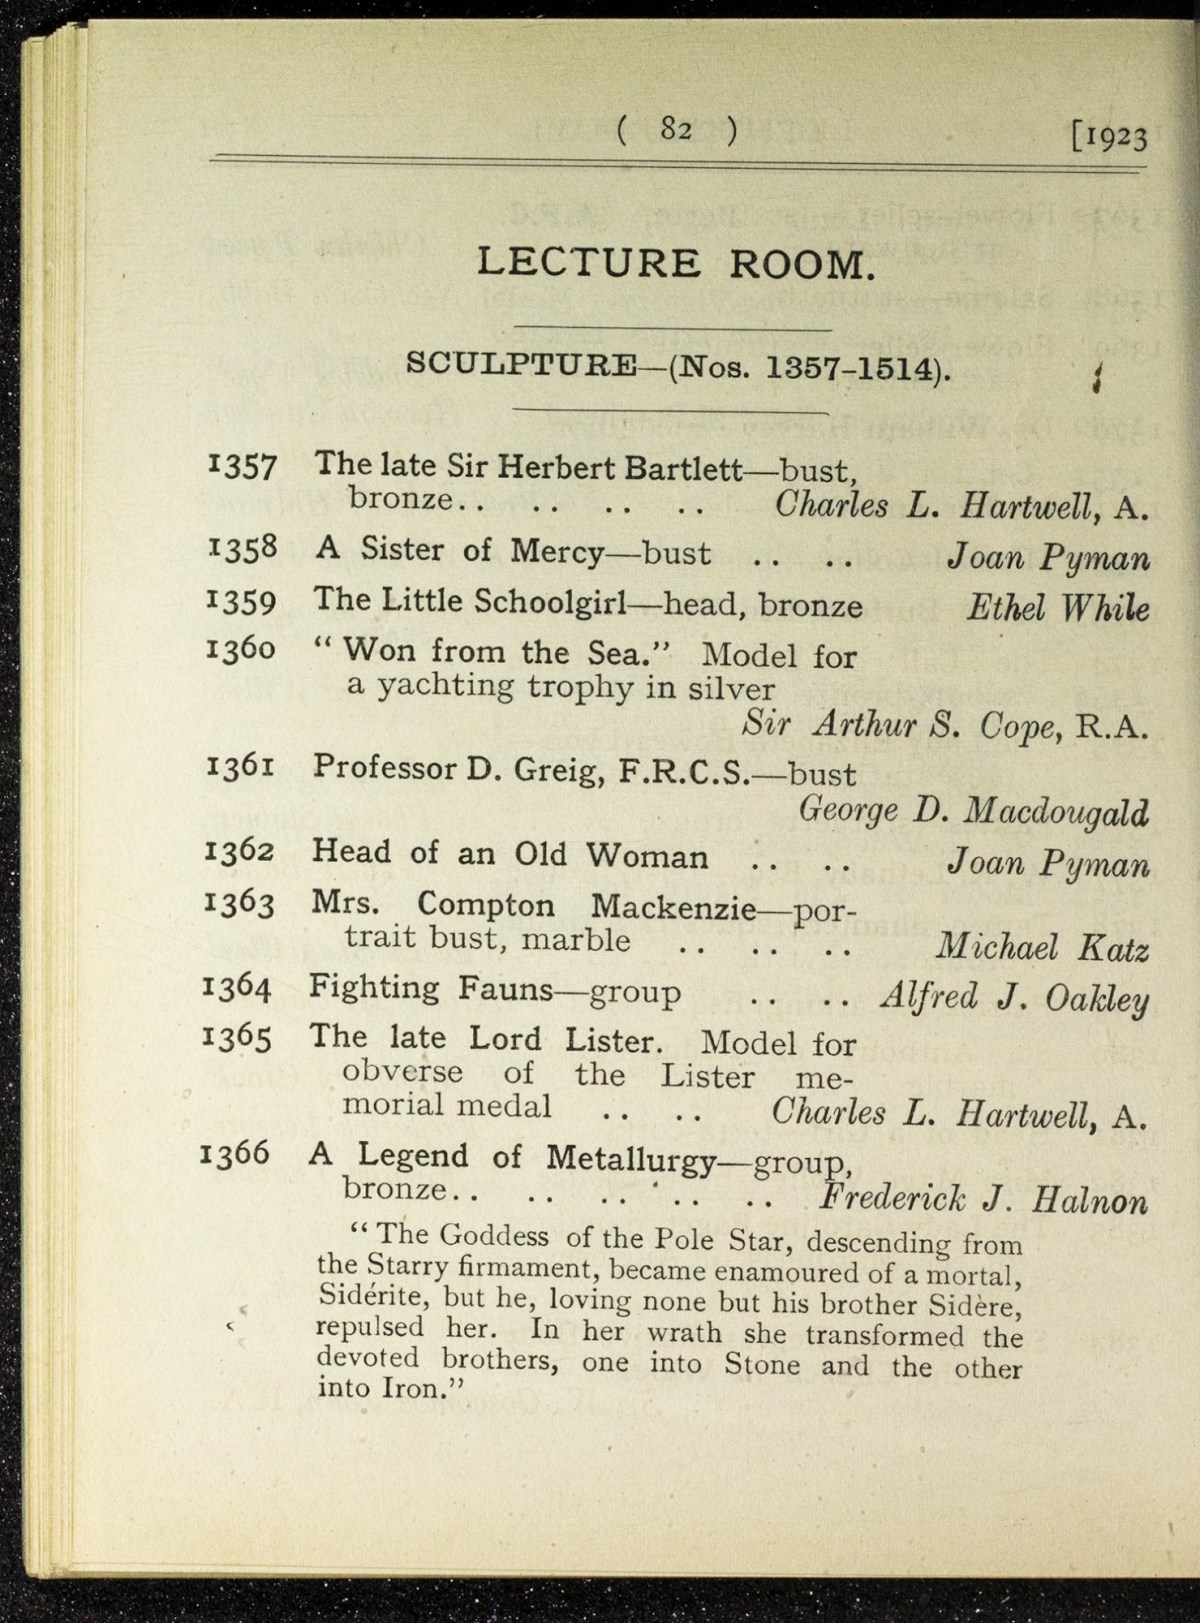 ( 82 ) [1923
LECTURE ROOM.
SCULPTURE—(Nos. 1357-1514).
1357 The late Sir Herbert Bartlett—bust,
bronze.. .. .. .. Charles L. Hartwell, A.
1358 A Sister of Mercy—bust .. .. Joan Pyman
1359 The Little Schoolgirl—head, bronze Ethel While
1360 “ Won from the Sea.” Model for
a yachting trophy in silver
Sir Arthur S. Cope, R.A.
1361 Professor D. Greig, F.R.C.S.—bust
George D. Macdougald
1362 Head of an Old Woman .. .. Joan Pyman
1363 Mrs. Compton Mackenzie—por-
trait bust, marble .. .. .. Michael Katz
1364 Fighting Fauns—group .. .. Alfred J. Oakley
1365 The late Lord Lister. Model for
obverse of the Lister me-
morial medal .. .. Charles L. Hartwell, A.
1366 A Legend of Metallurgy—group,
bronze.. .. .. .. .. Frederick J. Halnon
“ The Goddess of the Pole Star, descending from
the Starry firmament, became enamoured of a mortal,
Sidérite, but he, loving none but his brother Sidère,
repulsed her. In her wrath she transformed the
devoted brothers, one into Stone and the other
into Iron.”